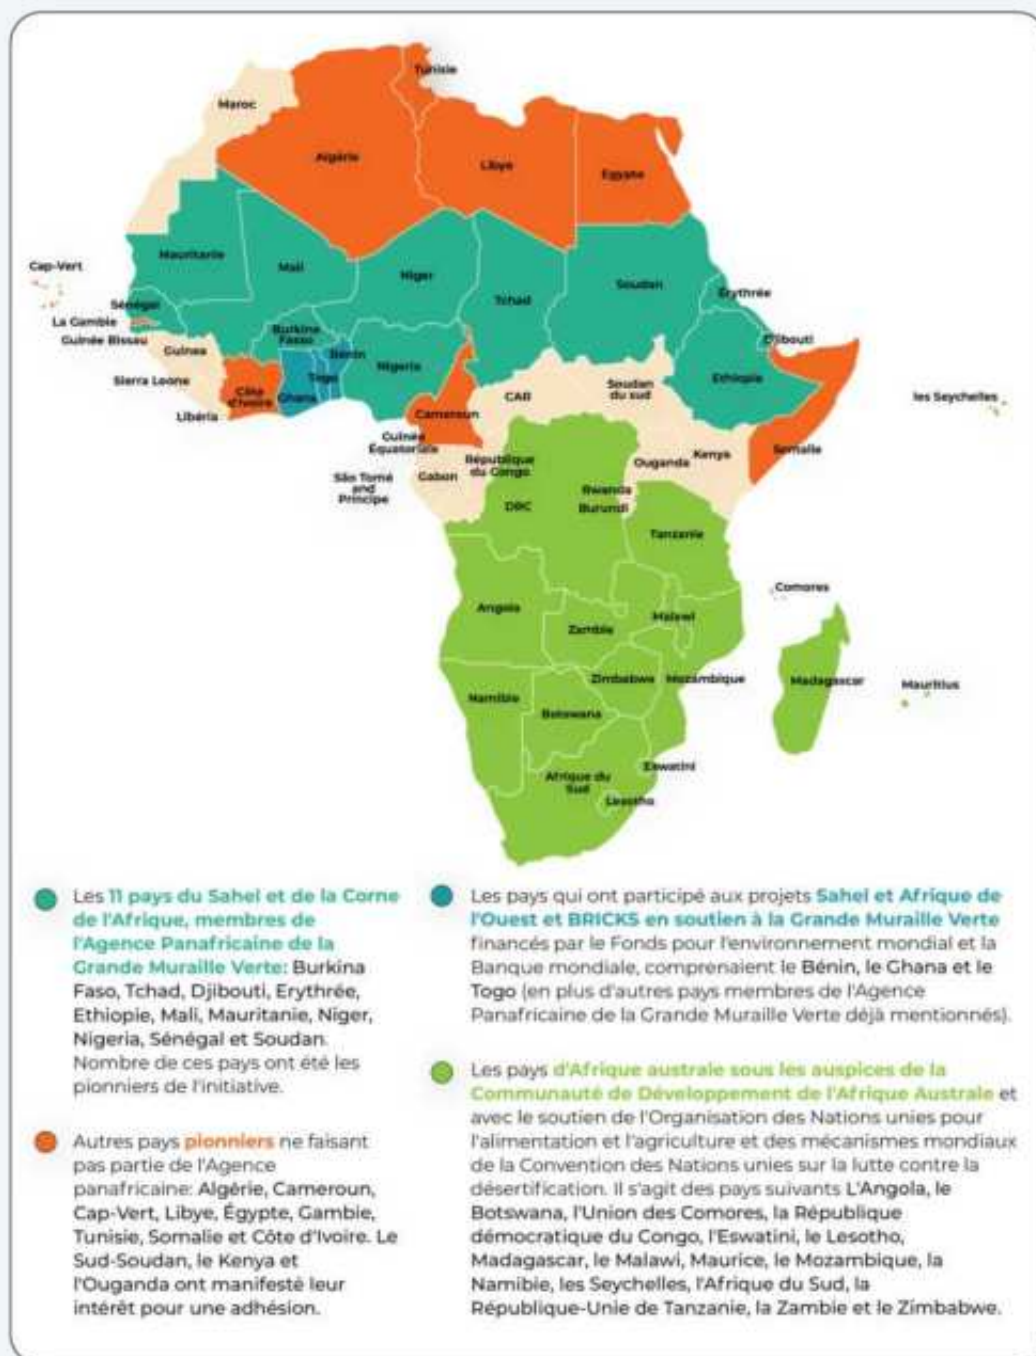 Tunisie
Maroc
Algérie
Libye
Egypte
Mauritanie
Mali
Niger
Tchad
Soudan
Érythrée
Cap-Vert
Sénégal
La Gambie
Guinée Bissau
Guinea
Burkina
Fasso
Bénin
Nigeria
Djibouti
Ethiopie
Sierra Leone
Côte
d'Ivoire
Ghana
Togo
Libéria
Cameroun
CAB
Soudan
du sud
les Seychelles
Guinée
Equatoriale
São Tomé
and
Principe
Gabon
République
du Congo
Ouganda
Kenya
Somalie
DRC
Rwanda
Burundi
Tanzanie
Comores
Angola
Zambie
Malawi
Zimbabwe
Mozambique
Madagascar
Mauritius
Namibie
Botswana
Afrique du
Sud
Eswatini
Lesotho
Les 11 pays du Sahel et de la Corne
de l'Afrique, membres de
l'Agence Panafricaine de la
Grande Muraille Verte: Burkina
Faso, Tchad, Djibouti, Erythrée,
Ethiopie, Mali, Mauritanie, Niger,
Nigeria, Sénégal et Soudan.
Nombre de ces pays ont été les
pionniers de l'initiative.
Autres pays pionniers ne faisant
pas partie de l'Agence
panafricaine: Algérie, Cameroun,
Cap-Vert, Libye, Égypte, Gambie,
Tunisie, Somalie et Côte d'Ivoire. Le
Sud-Soudan, le Kenya et
l'Ouganda ont manifesté leur
intérêt pour une adhésion.
Les pays qui ont participé aux projets Sahel et Afrique de
l'Ouest et BRICKS en soutien à la Grande Muraille Verte
financés par le Fonds pour l'environnement mondial et la
Banque mondiale, comprenaient le Bénin, le Ghana et le
Togo (en plus d'autres pays membres de l'Agence
Panafricaine de la Grande Muraille Verte déjà mentionnés).
Les pays d'Afrique australe sous les auspices de la
Communauté de Développement de l'Afrique Australe et
avec le soutien de l'Organisation des Nations unies pour
l'alimentation et l'agriculture et des mécanismes mondiaux
de la Convention des Nations unies sur la lutte contre la
désertification. Il s'agit des pays suivants L'Angola, le
Botswana, l'Union des Comores, la République
démocratique du Congo, l'Eswatini, le Lesotho,
Madagascar, le Malawi, Maurice, le Mozambique, la
Namibie, les Seychelles, l'Afrique du Sud, la
République-Unie de Tanzanie, la Zambie et le Zimbabwe.